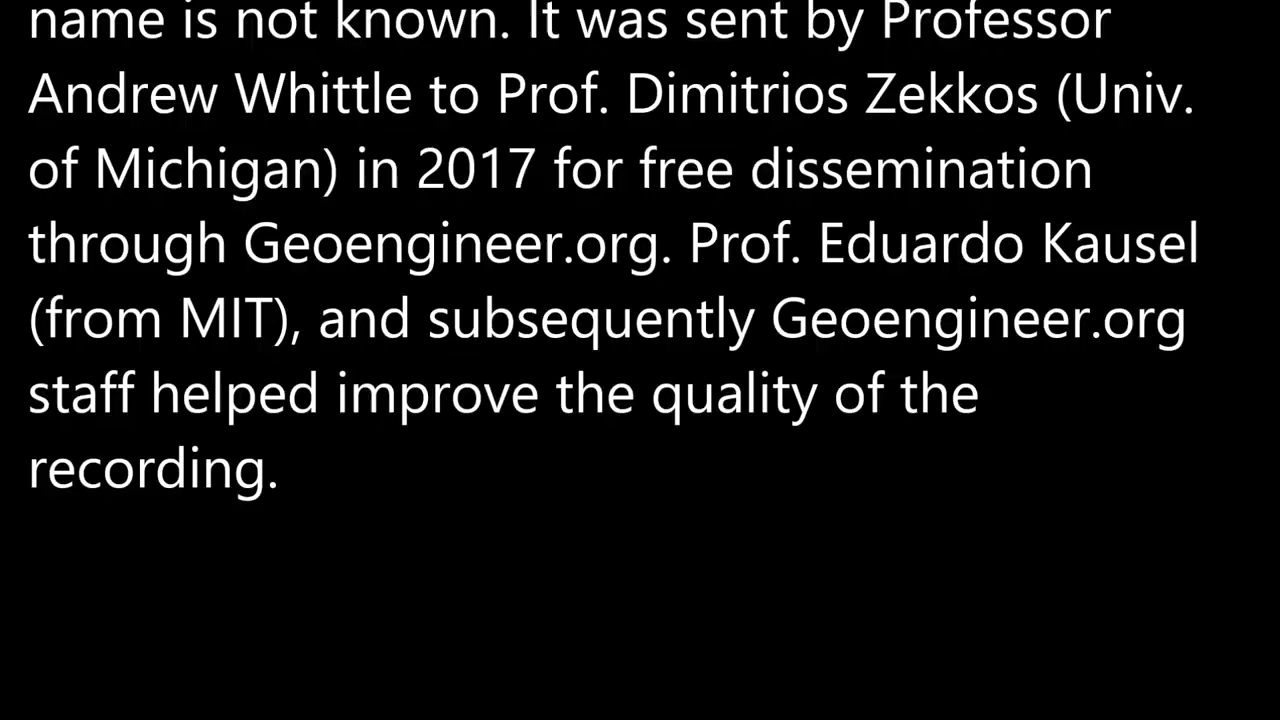 name is not known. It was sent by Professor
Andrew Whittle to Prof. Dimitrios Zekkos (Univ.
of Michigan) in 2017 for free dissemination
through Geoengineer.org. Prof. Eduardo Kausel
(from MIT), and subsequently Geoengineer.org
staff helped improve the quality of the
recording.